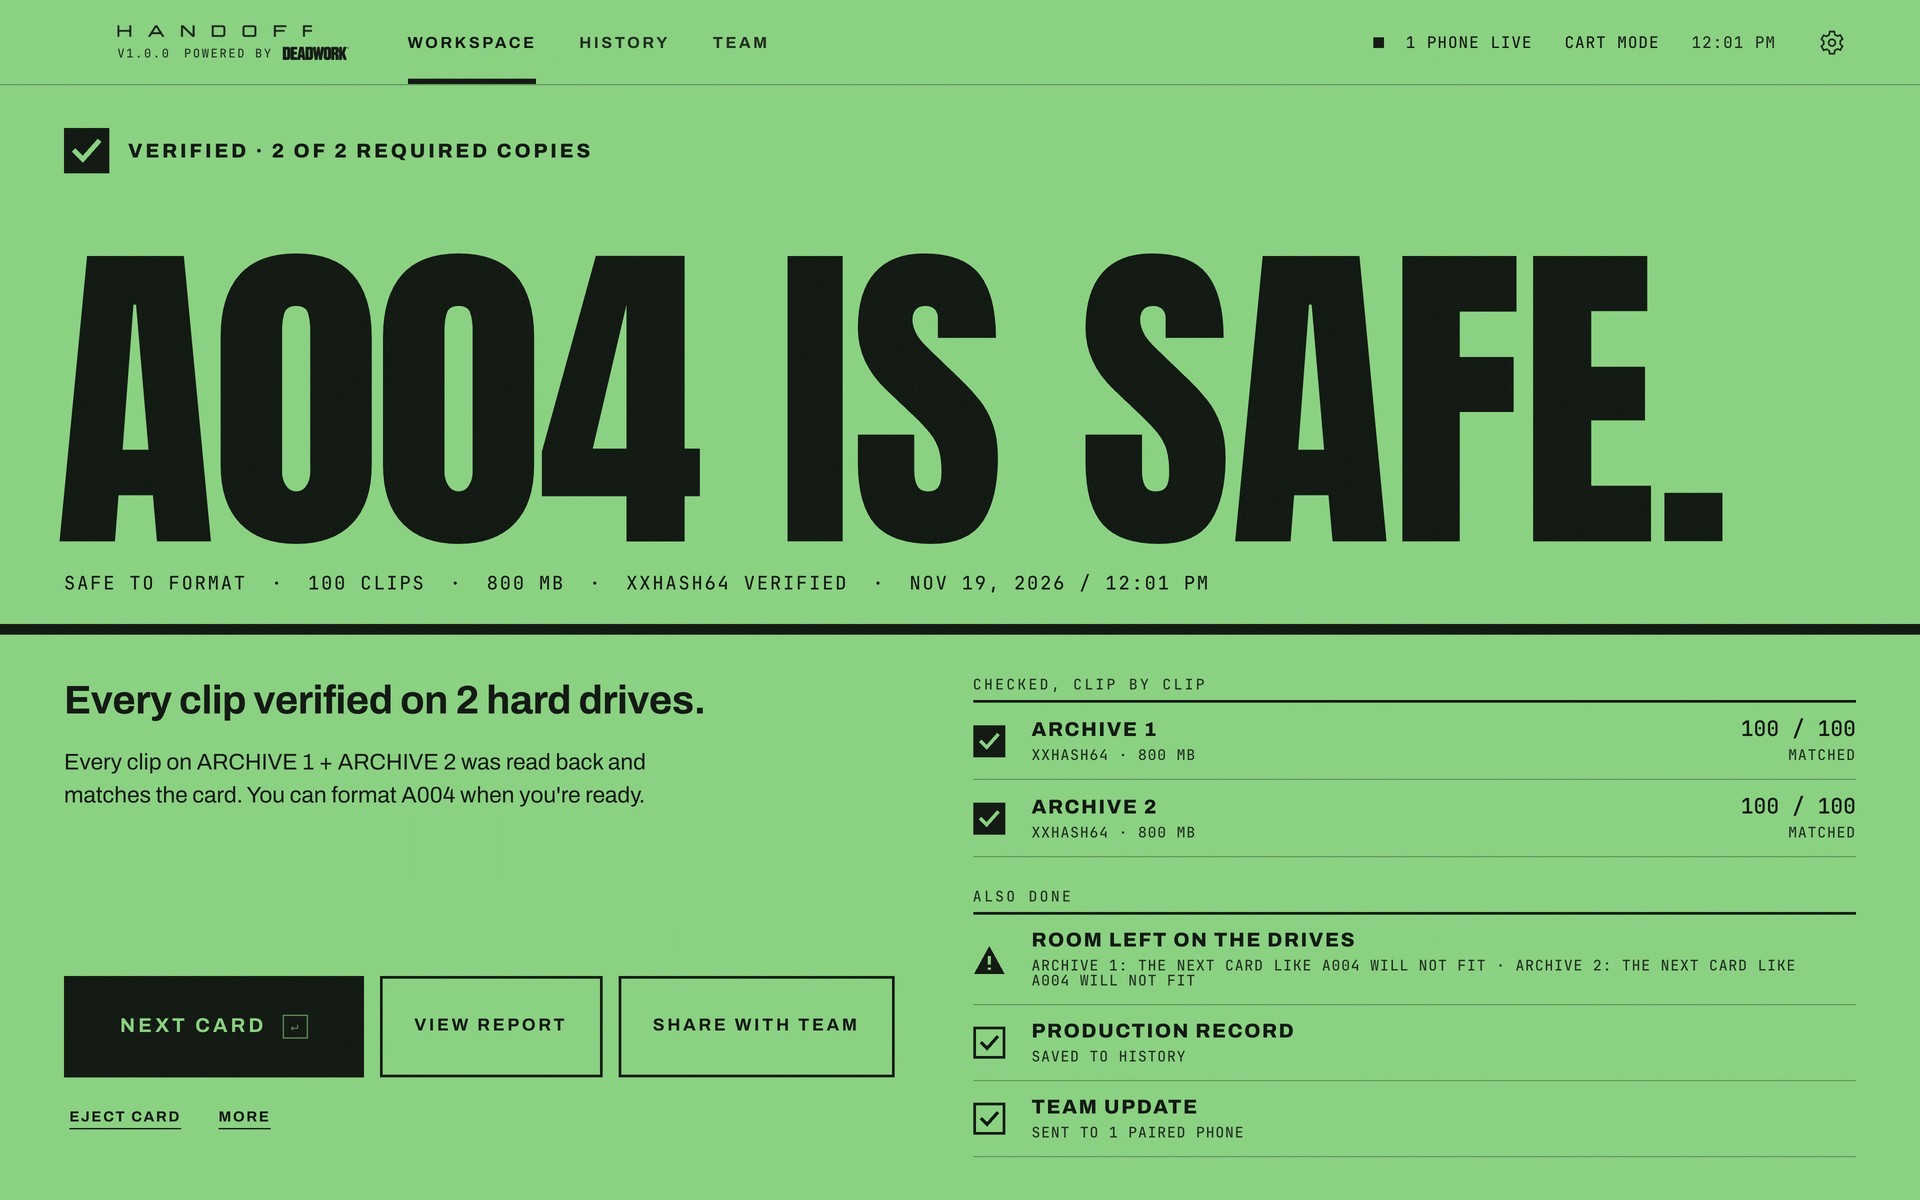 HANDOFF
V1.0.0 POWERED BY DEADWORK
WORKSPACE
HISTORY
TEAM
1 PHONE LIVE
CART MODE
12:01 PM
VERIFIED · 2 OF 2 REQUIRED COPIES
A004 IS SAFE.
SAFE TO FORMAT · 100 CLIPS · 800 MB · XXHASH64 VERIFIED · NOV 19, 2026 / 12:01 PM
Every clip verified on 2 hard drives.
Every clip on ARCHIVE 1 + ARCHIVE 2 was read back and
matches the card. You can format A004 when you're ready.
NEXT CARD ↵
VIEW REPORT
SHARE WITH TEAM
EJECT CARD
MORE
CHECKED, CLIP BY CLIP
ARCHIVE 1
XXHASH64 · 800 MB
100 / 100
MATCHED
ARCHIVE 2
XXHASH64 · 800 MB
100 / 100
MATCHED
ALSO DONE
ROOM LEFT ON THE DRIVES
ARCHIVE 1: THE NEXT CARD LIKE A004 WILL NOT FIT · ARCHIVE 2: THE NEXT CARD LIKE
A004 WILL NOT FIT
PRODUCTION RECORD
SAVED TO HISTORY
TEAM UPDATE
SENT TO 1 PAIRED PHONE